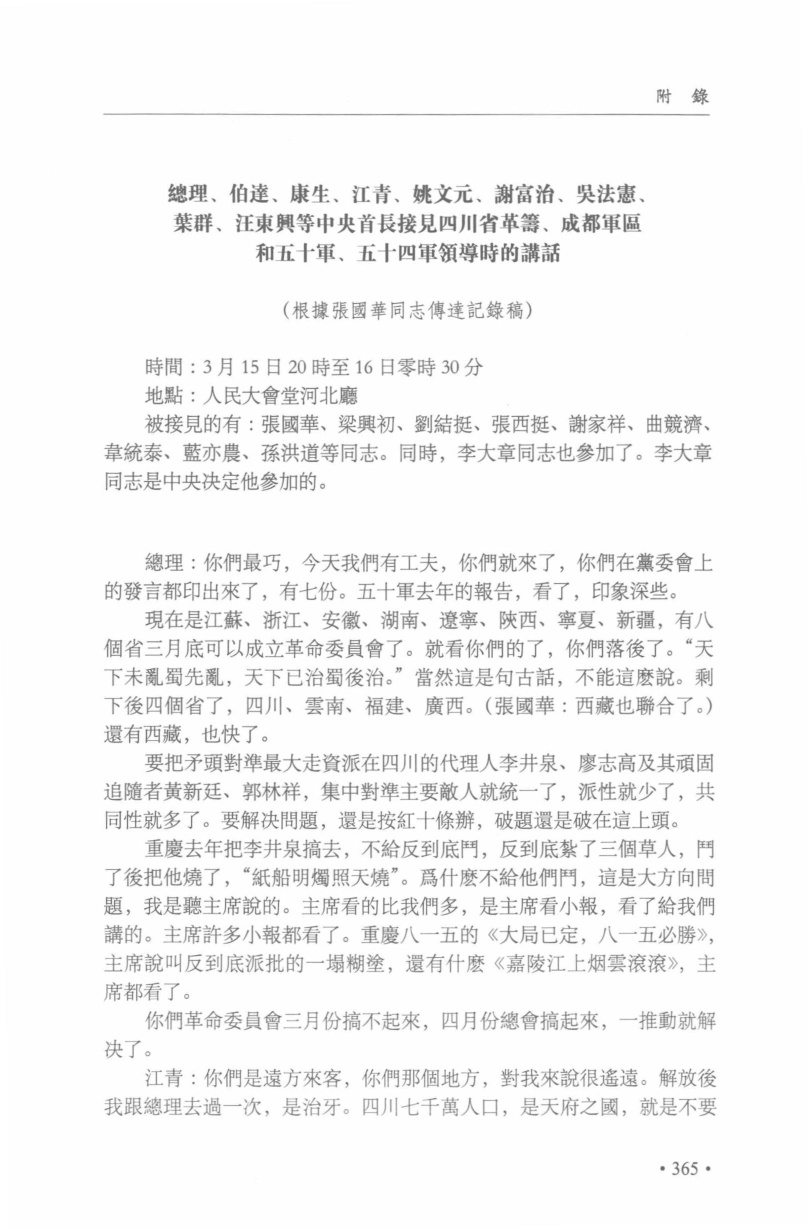 附 錄
總理、伯達、康生、江青、姚文元、謝富治、吳法憲、
葉群、汪東興等中央首長接見四川省革籌、成都軍區
和五十軍、五十四軍領導時的講話
（根據張國華同志傳達記錄稿）
時間：3 月 15 日 20 時至 16 日零時 30 分
地點：人民大會堂河北廳
被接見的有：張國華、梁興初、劉結挺、張西挺、謝家祥、曲競濟、
韋統泰、藍亦農、孫洪道等同志。同時，李大章同志也參加了。李大章
同志是中央決定他參加的。
總理：你們最巧，今天我們有工夫，你們就來了，你們在黨委會上
的發言都印出來了，有七份。五十軍去年的報告，看了，印象深些。
現在是江蘇、浙江、安徽、湖南、遼寧、陝西、寧夏、新疆，有八
個省三月底可以成立革命委員會了。就看你們的了，你們落後了。“天
下未亂蜀先亂，天下已治蜀後治。”當然這是句古話，不能這麼說。剩
下後四個省了，四川、雲南、福建、廣西。（張國華：西藏也聯合了。）
還有西藏，也快了。
要把矛頭對準最大走資派在四川的代理人李井泉、廖志高及其頑固
追隨者黃新廷、郭林祥，集中對準主要敵人就統一了，派性就少了，共
同性就多了。要解决問題，還是按紅十條辦，破題還是破在這上頭。
重慶去年把李井泉搞去，不給反到底鬥，反到底紮了三個草人，鬥
了後把他燒了，“紙船明燭照天燒”。爲什麽不給他們鬥，這是大方向問
題，我是聽主席說的。主席看的比我們多，是主席看小報，看了給我們
講的。主席許多小報都看了。重慶八一五的《大局已定，八一五必勝》，
主席說叫反到底派批的一塌糊塗，還有什麽《嘉陵江上烟雲滾滾》，主
席都看了。
你們革命委員會三月份搞不起來，四月份總會搞起來，一推動就解
决了。
江青：你們是遠方來客，你們那個地方，對我來說很遙遠。解放後
我跟總理去過一次，是治牙。四川七千萬人口，是天府之國，就是不要
·365·